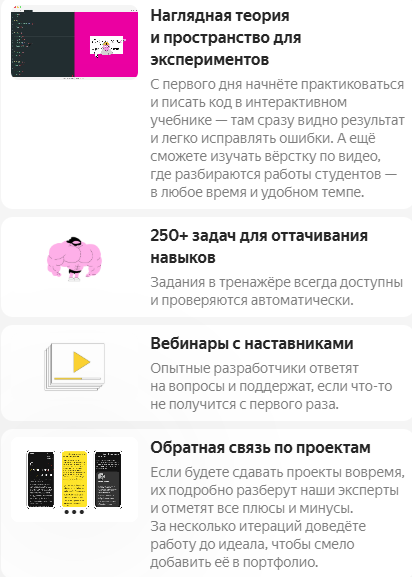 Наглядная теория
и пространство для
экспериментов
С первого дня начнёте практиковаться
и писать код в интерактивном
учебнике — там сразу видно результат
и легко исправлять ошибки. А ещё
сможете изучать вёрстку по видео,
где разбираются работы студентов —
в любое время и удобном темпе.
250+ задач для оттачивания
навыков
Задания в тренажёре всегда доступны
и проверяются автоматически.
Вебинары с наставниками
Опытные разработчики ответят
на вопросы и поддержат, если что-то
не получится с первого раза.
Обратная связь по проектам
Если будете сдавать проекты вовремя,
их подробно разберут наши эксперты
и отметят все плюсы и минусы.
За несколько итераций доведёте
работу до идеала, чтобы смело
добавить её в портфолио.